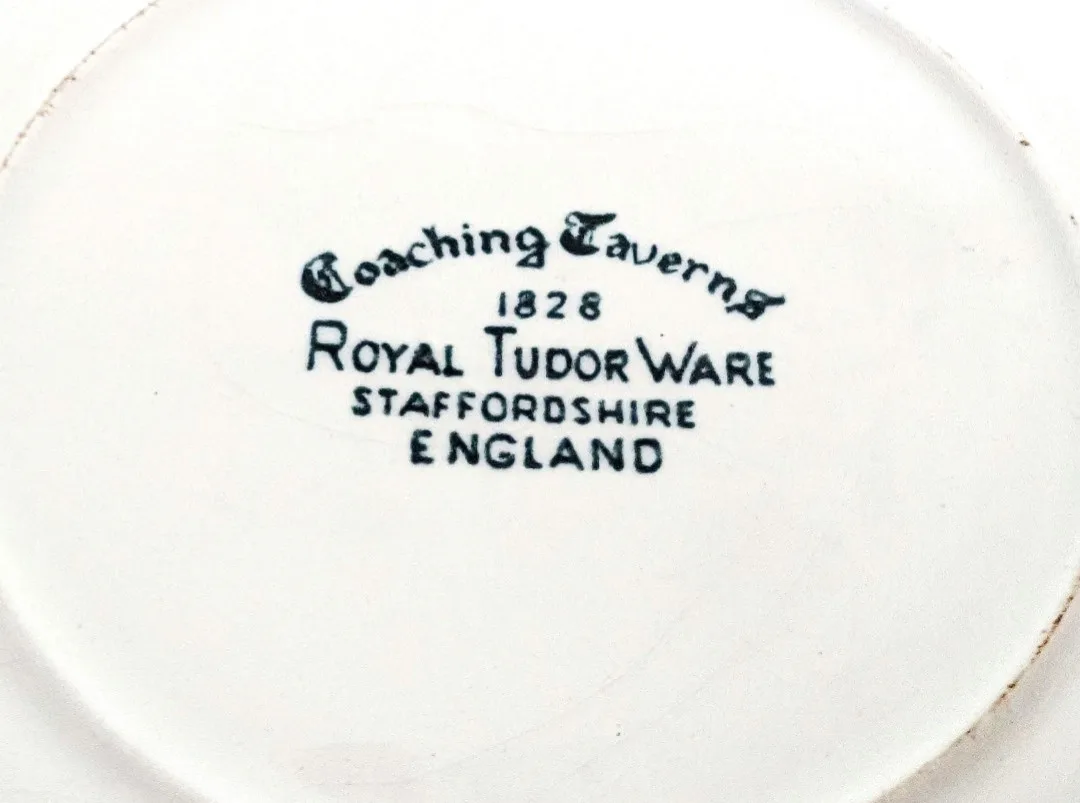 Coaching Taverns
1828
ROYAL TUDOR WARE
STAFFORDSHIRE
ENGLAND